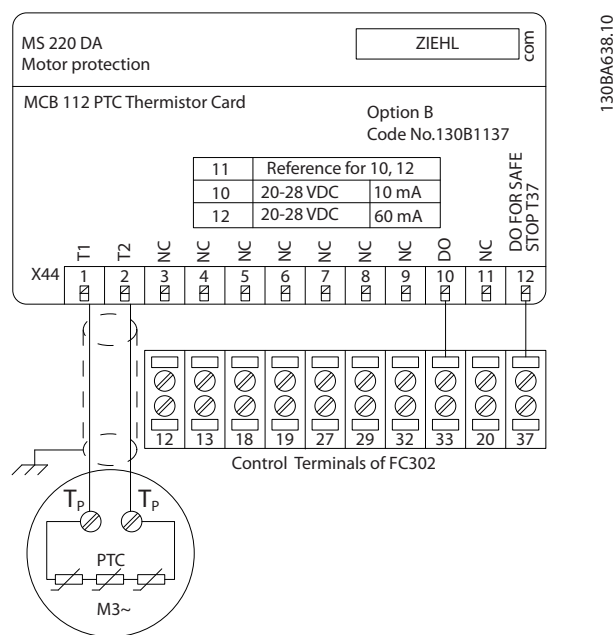 MS 220 DA
Motor protection
ZIEHL
com
130BA638.10
MCB 112 PTC Thermistor Card
Option B
Code No.130B1137
11 Reference for 10, 12
10 20-28 VDC 10 mA
12 20-28 VDC 60 mA
T1 T2 NC NC NC NC NC NC NC DO NC DO FOR SAFE STOP T37
X44 1 2 3 4 5 6 7 8 9 10 11 12
12 13 18 19 27 29 32 33 20 37
Control Terminals of FC302
TP TP
PTC
M3~